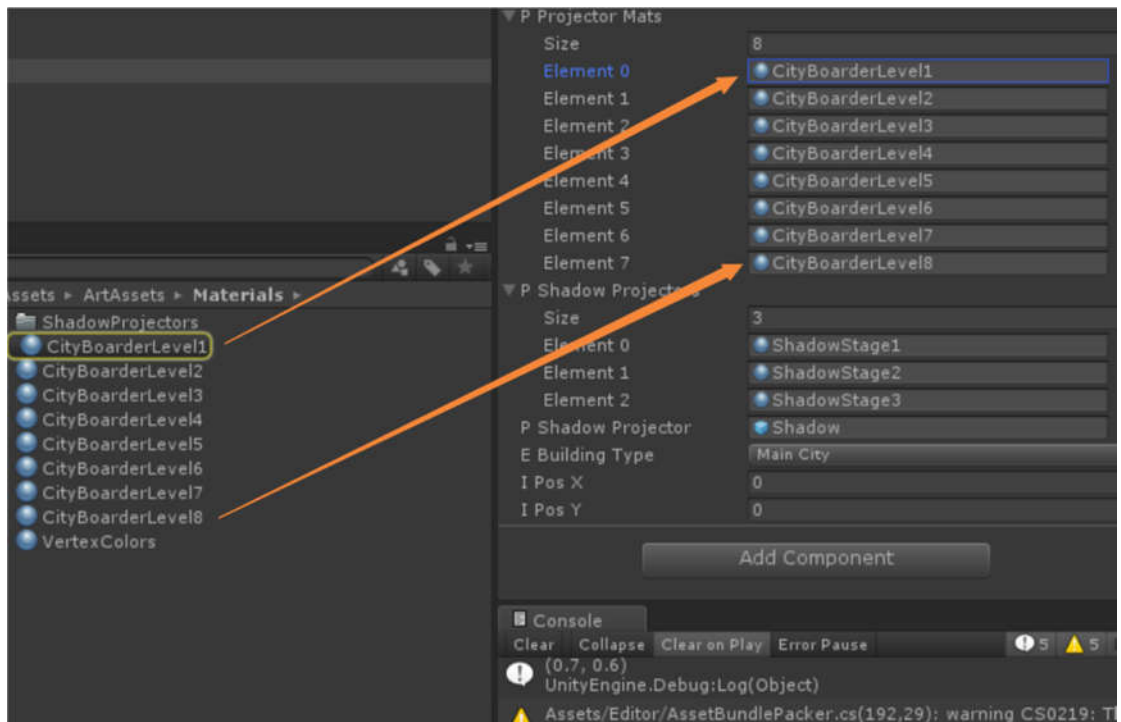 P Projector Mats
Size 8
Element 0 CityBoarderLevel1
Element 1 CityBoarderLevel2
Element 2 CityBoarderLevel3
Element 3 CityBoarderLevel4
Element 4 CityBoarderLevel5
Element 5 CityBoarderLevel6
Element 6 CityBoarderLevel7
Element 7 CityBoarderLevel8
P Shadow Projectors
Size 3
Element 0 ShadowStage1
Element 1 ShadowStage2
Element 2 ShadowStage3
P Shadow Projector Shadow
E Building Type Main City
I Pos X 0
I Pos Y 0
Add Component
Assets ▸ ArtAssets ▸ Materials ▸
ShadowProjectors
CityBoarderLevel1
CityBoarderLevel2
CityBoarderLevel3
CityBoarderLevel4
CityBoarderLevel5
CityBoarderLevel6
CityBoarderLevel7
CityBoarderLevel8
VertexColors
Console
Clear Collapse Clear on Play Error Pause 5 5
(0.7, 0.6)
UnityEngine.Debug:Log(Object)
Assets/Editor/AssetBundlePacker.cs(192,29): warning CS0219: